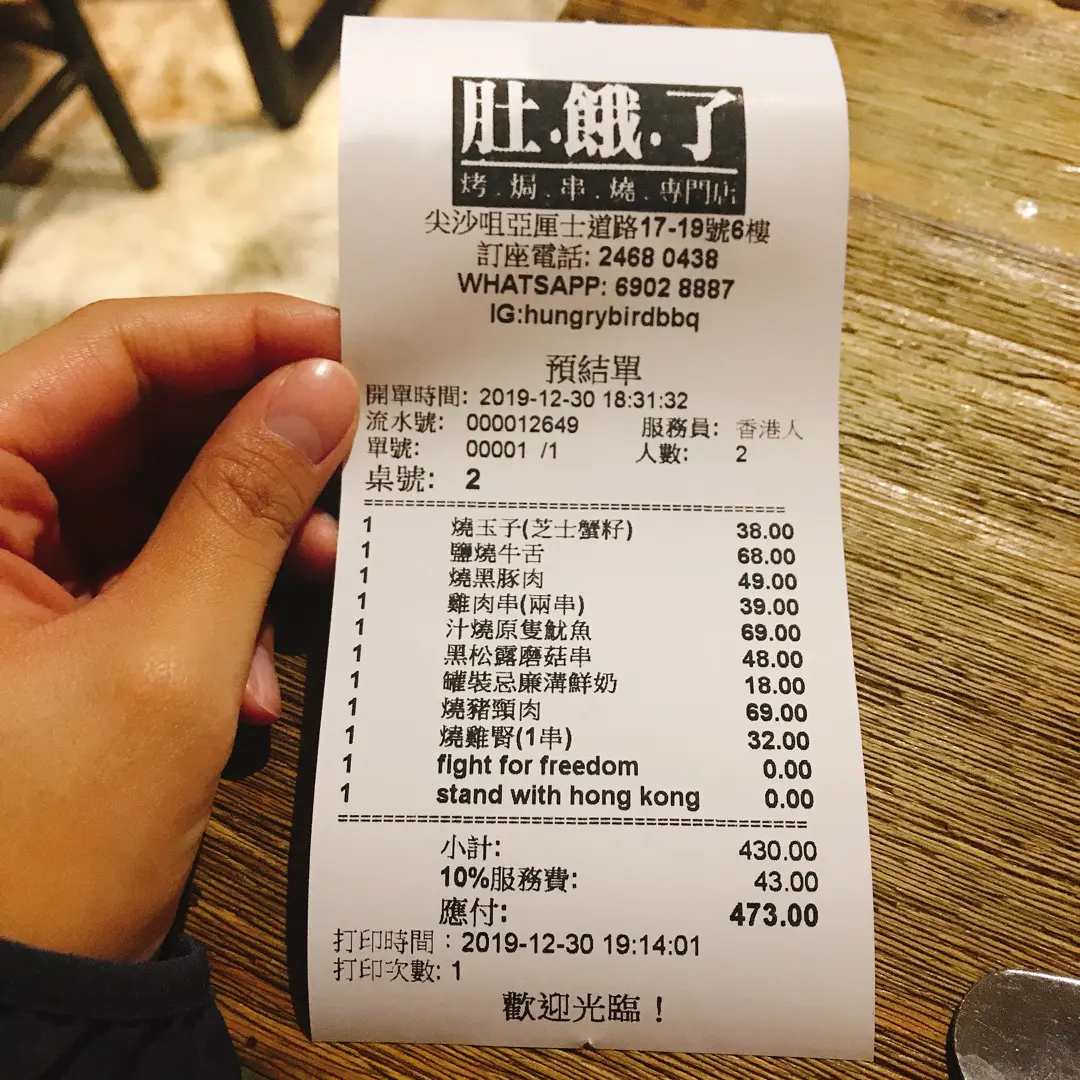 肚.餓.了
烤.焗.串.燒.專門店
尖沙咀亞厘士道路17-19號6樓
訂座電話: 2468 0438
WHATSAPP: 6902 8887
IG:hungrybirdbbq
預結單
開單時間: 2019-12-30 18:31:32
流水號: 000012649 服務員: 香港人
單號: 00001 /1 人數: 2
桌號: 2
1 燒玉子(芝士蟹籽) 38.00
1 鹽燒牛舌 68.00
1 燒黑豚肉 49.00
1 雞肉串(兩串) 39.00
1 汁燒原隻魷魚 69.00
1 黑松露磨菇串 48.00
1 罐裝忌廉溝鮮奶 18.00
1 燒豬頸肉 69.00
1 燒雞腎(1串) 32.00
1 fight for freedom 0.00
1 stand with hong kong 0.00
小計: 430.00
10%服務費: 43.00
應付: 473.00
打印時間：2019-12-30 19:14:01
打印次數: 1
歡迎光臨！